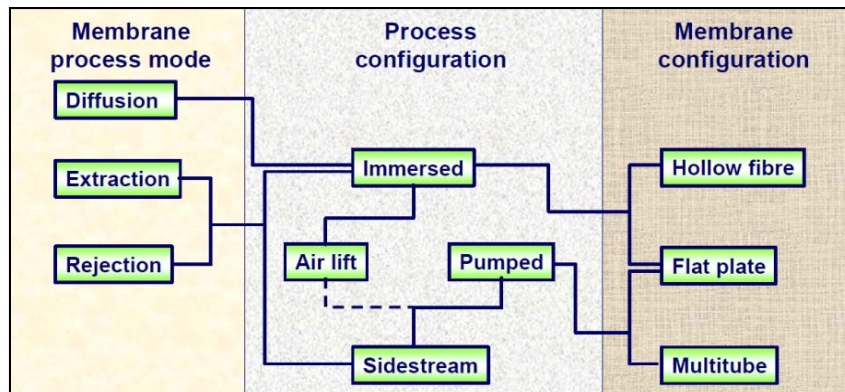 Membrane
process mode
Process
configuration
Membrane
configuration
Diffusion
Immersed
Hollow fibre
Extraction
Rejection
Air lift
Pumped
Flat plate
Sidestream
Multitube